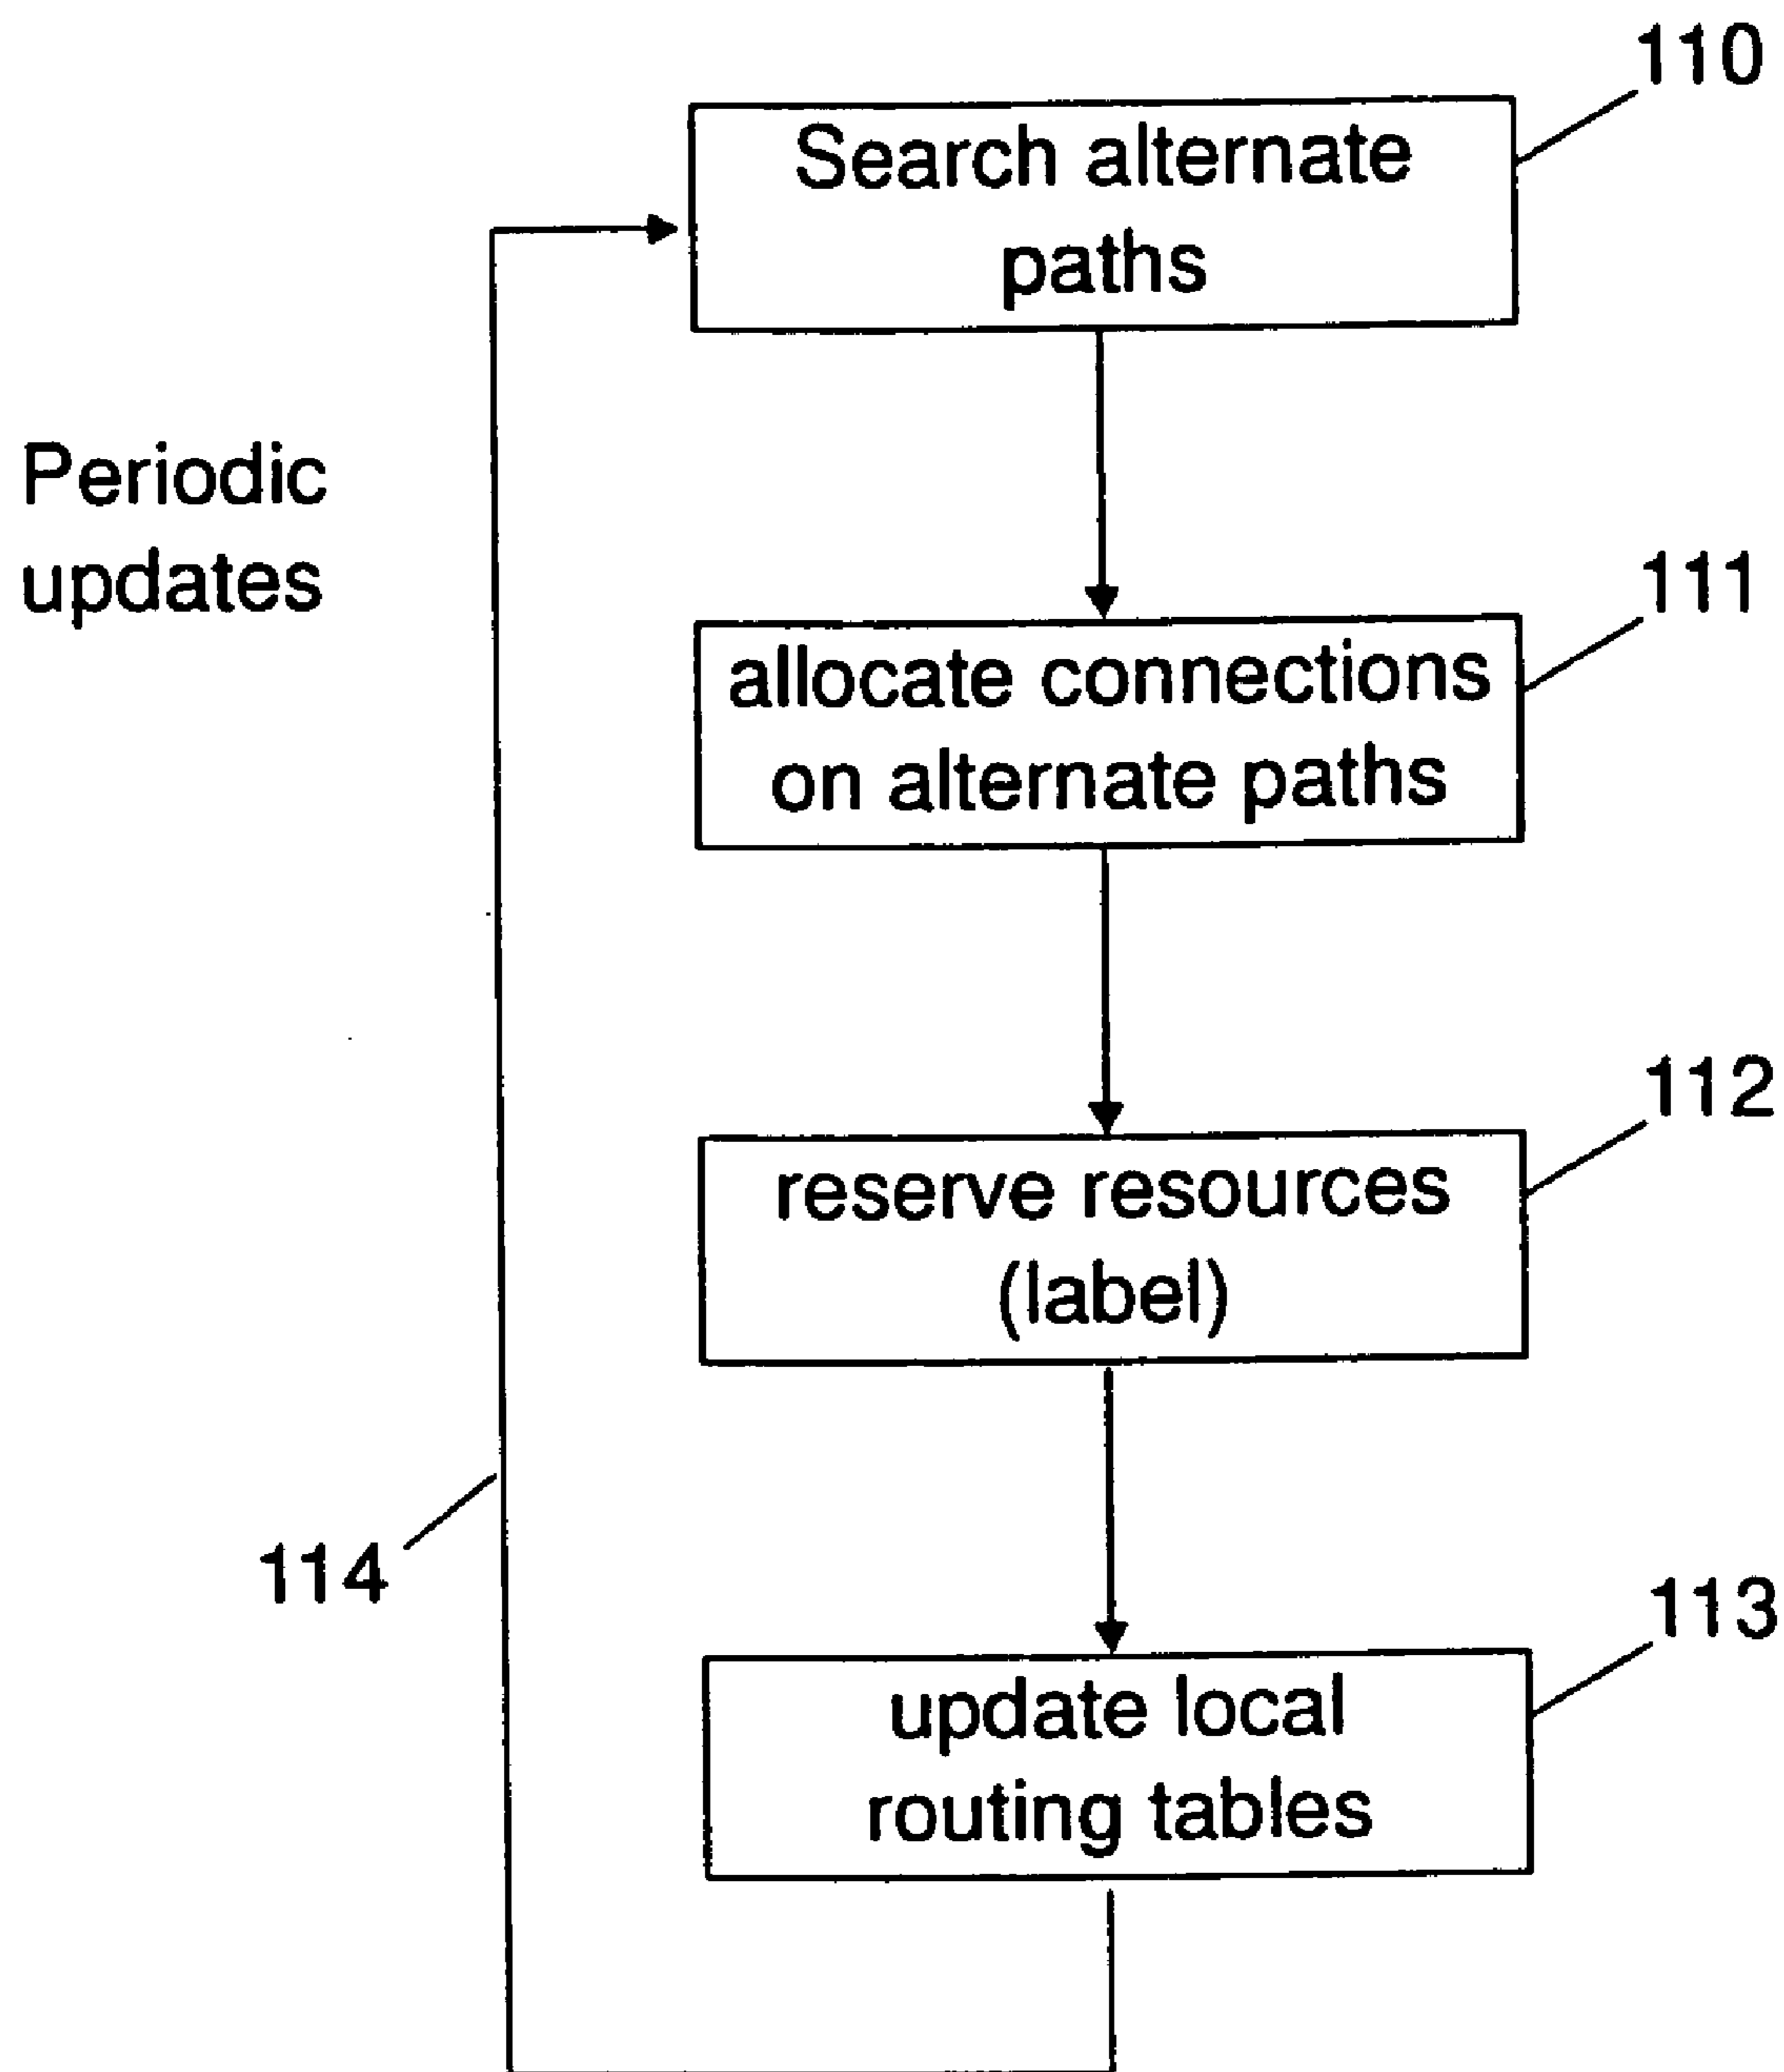 110
Search alternate
paths
Periodic
updates
111
allocate connections
on alternate paths
112
reserve resources
(label)
114
113
update local
routing tables